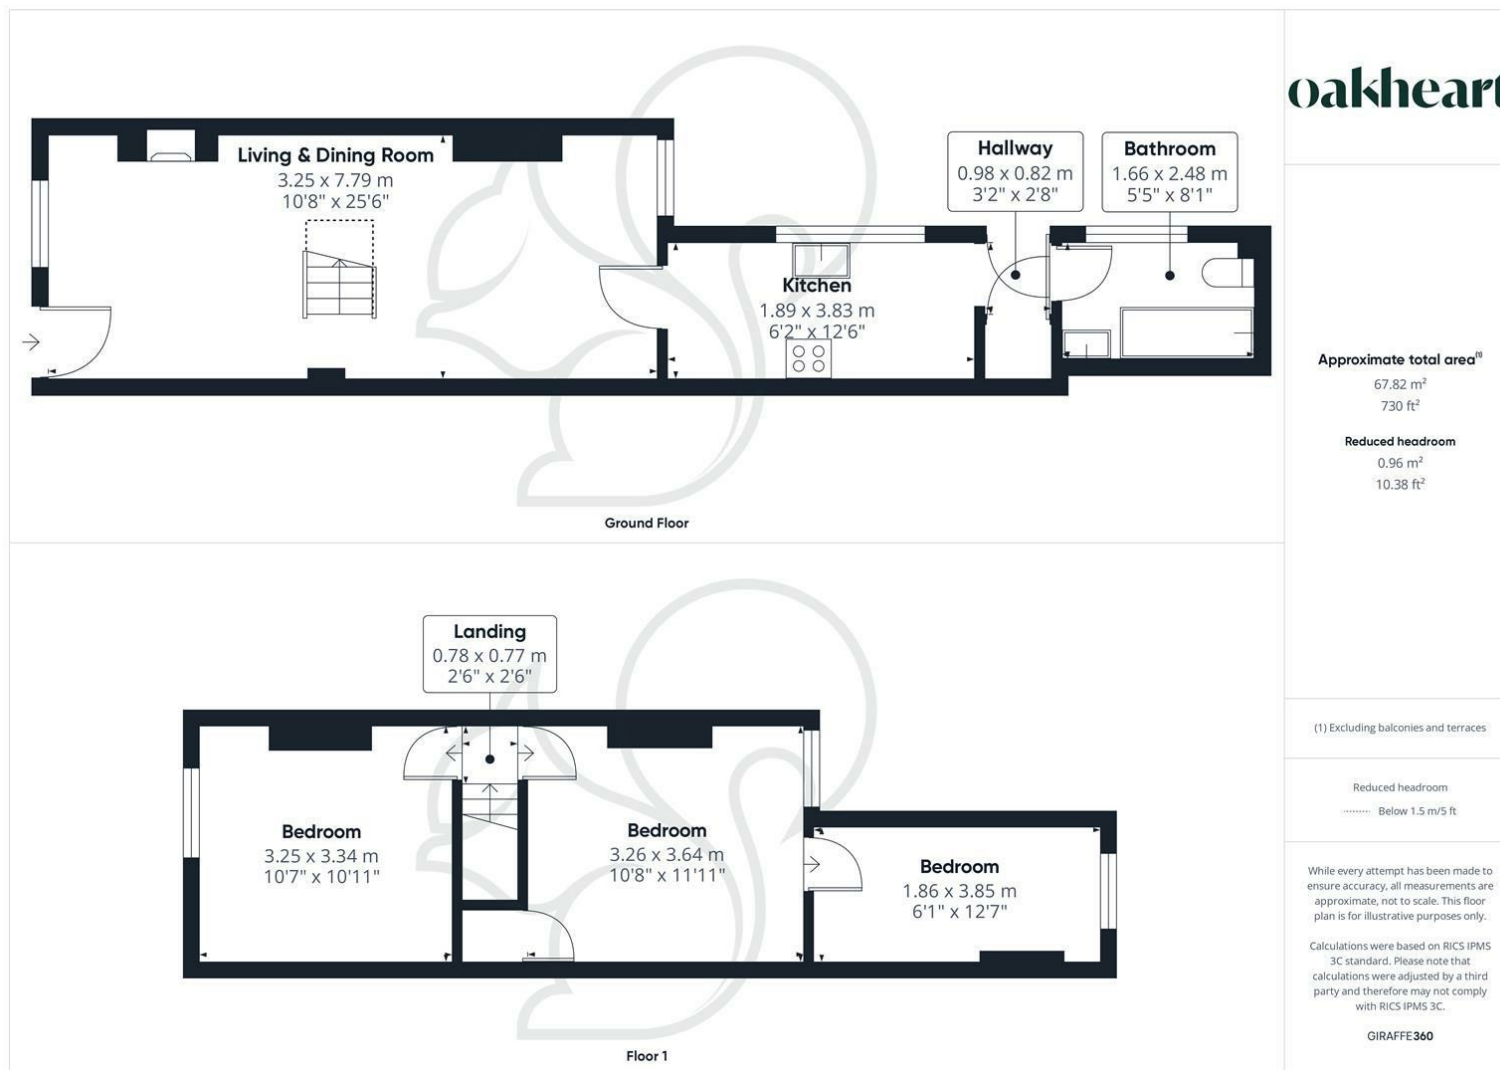 Living & Dining Room
3.25 x 7.79 m
10'8" x 25'6"
Kitchen
1.89 x 3.83 m
6'2" x 12'6"
Hallway
0.98 x 0.82 m
3'2" x 2'8"
Bathroom
1.66 x 2.48 m
5'5" x 8'1"
Ground Floor
Landing
0.78 x 0.77 m
2'6" x 2'6"
Bedroom
3.25 x 3.34 m
10'7" x 10'11"
Bedroom
3.26 x 3.64 m
10'8" x 11'11"
Bedroom
1.86 x 3.85 m
6'1" x 12'7"
Floor 1
oakheart
Approximate total area(1)
67.82 m²
730 ft²
Reduced headroom
0.96 m²
10.38 ft²
(1) Excluding balconies and terraces
Reduced headroom
Below 1.5 m/5 ft
While every attempt has been made to
ensure accuracy, all measurements are
approximate, not to scale. This floor
plan is for illustrative purposes only.
Calculations were based on RICS IPMS
3C standard. Please note that
calculations were adjusted by a third
party and therefore may not comply
with RICS IPMS 3C.
GIRAFFE360